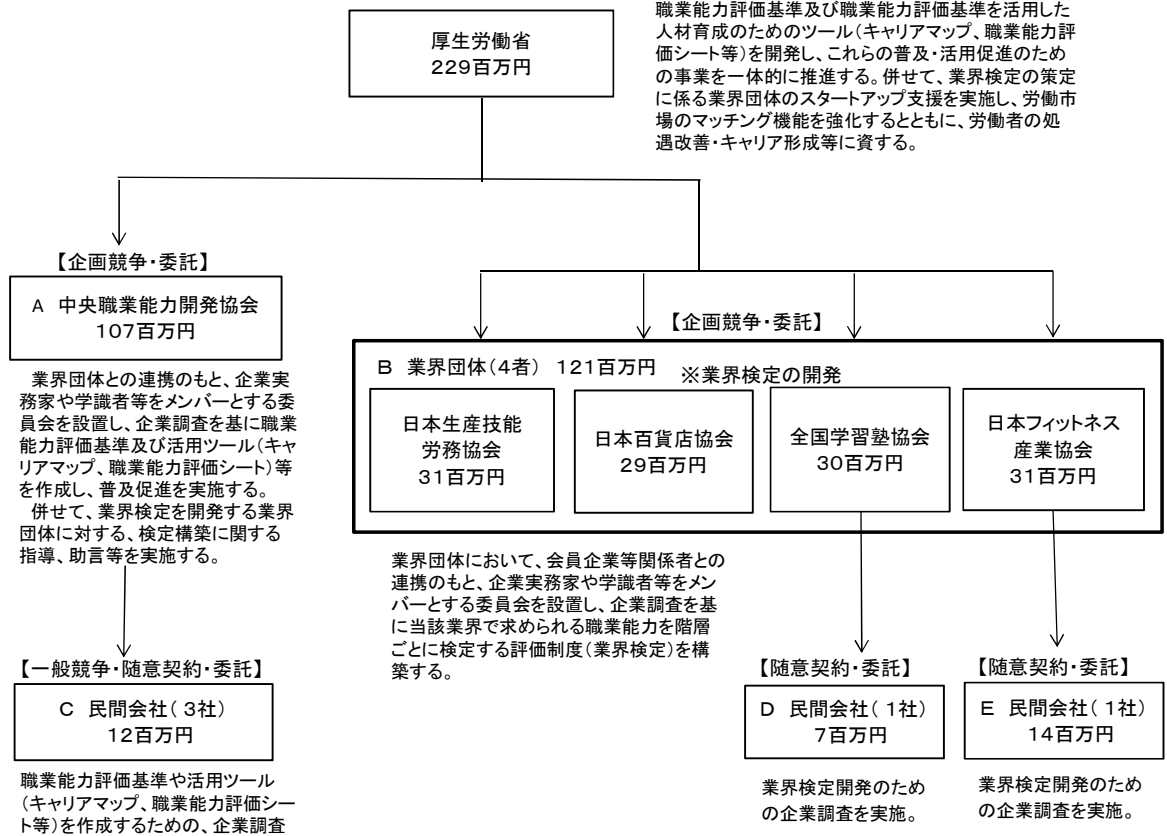 職業能力評価基準及び職業能力評価基準を活用した
人材育成のためのツール(キャリアマップ、職業能力評
価シート等)を開発し、これらの普及・活用促進のため
の事業を一体的に推進する。併せて、業界検定の策定
に係る業界団体のスタートアップ支援を実施し、労働市
場のマッチング機能を強化するとともに、労働者の処
遇改善・キャリア形成等に資する。
厚生労働省
229百万円
【企画競争・委託】
A 中央職業能力開発協会
107百万円
業界団体との連携のもと、企業実
務家や学識者等をメンバーとする委
員会を設置し、企業調査を基に職業
能力評価基準及び活用ツール(キャ
リアマップ、職業能力評価シート)等
を作成し、普及促進を実施する。
併せて、業界検定を開発する業界
団体に対する、検定構築に関する
指導、助言等を実施する。
【一般競争・随意契約・委託】
C 民間会社(3社)
12百万円
職業能力評価基準や活用ツール
(キャリアマップ、職業能力評価シー
ト等)を作成するための、企業調査
【企画競争・委託】
B 業界団体(4者) 121百万円 ※業界検定の開発
日本生産技能
労務協会
31百万円
日本百貨店協会
29百万円
全国学習塾協会
30百万円
日本フィットネス
産業協会
31百万円
業界団体において、会員企業等関係者との
連携のもと、企業実務家や学識者等をメン
バーとする委員会を設置し、企業調査を基
に当該業界で求められる職業能力を階層
ごとに検定する評価制度(業界検定)を構
築する。
【随意契約・委託】
D 民間会社(1社)
7百万円
業界検定開発のため
の企業調査を実施。
【随意契約・委託】
E 民間会社(1社)
14百万円
業界検定開発のため
の企業調査を実施。